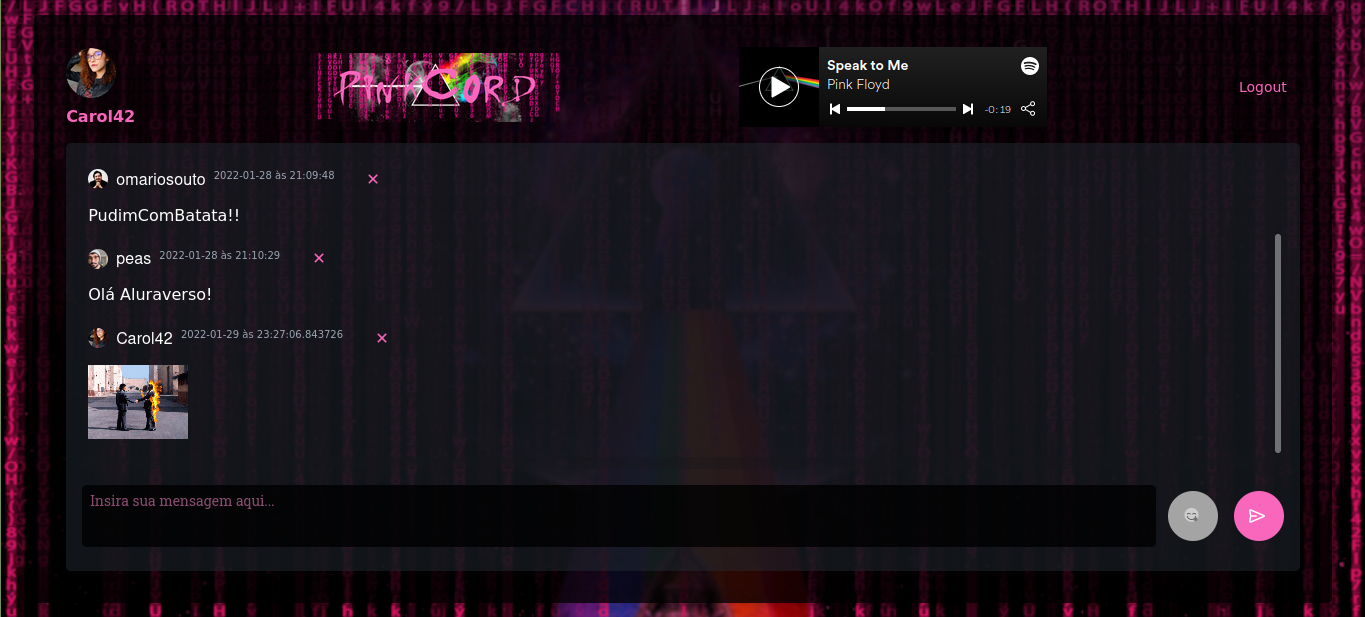 Carol42
PinkCord
Speak to Me
Pink Floyd
-0:19
Logout
omariosouto 2022-01-28 às 21:09:48
PudimComBatata!!
peas 2022-01-28 às 21:10:29
Olá Aluraverso!
Carol42 2022-01-29 às 23:27:06.843726
Insira sua mensagem aqui...